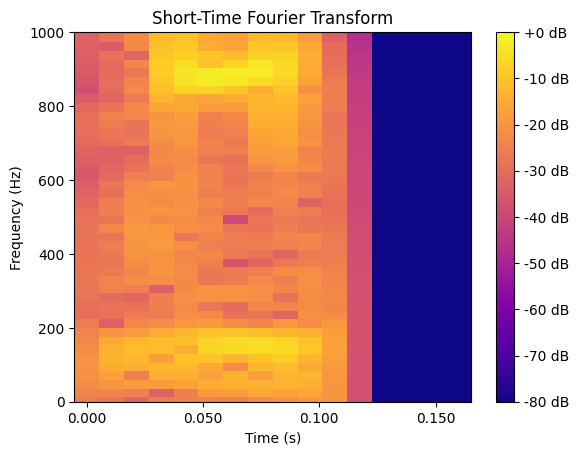 Short-Time Fourier Transform
Frequency (Hz)
1000
800
600
400
200
0
0.000
0.050
0.100
0.150
Time (s)
+0 dB
-10 dB
-20 dB
-30 dB
-40 dB
-50 dB
-60 dB
-70 dB
-80 dB